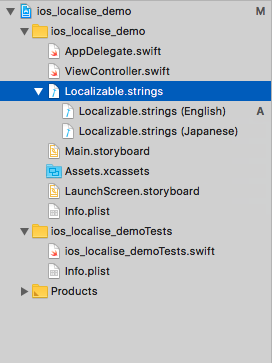 ios_localise_demo M
ios_localise_demo
AppDelegate.swift
ViewController.swift
Localizable.strings
Localizable.strings (English) A
Localizable.strings (Japanese)
Main.storyboard
Assets.xcassets
LaunchScreen.storyboard
Info.plist
ios_localise_demoTests
ios_localise_demoTests.swift
Info.plist
Products